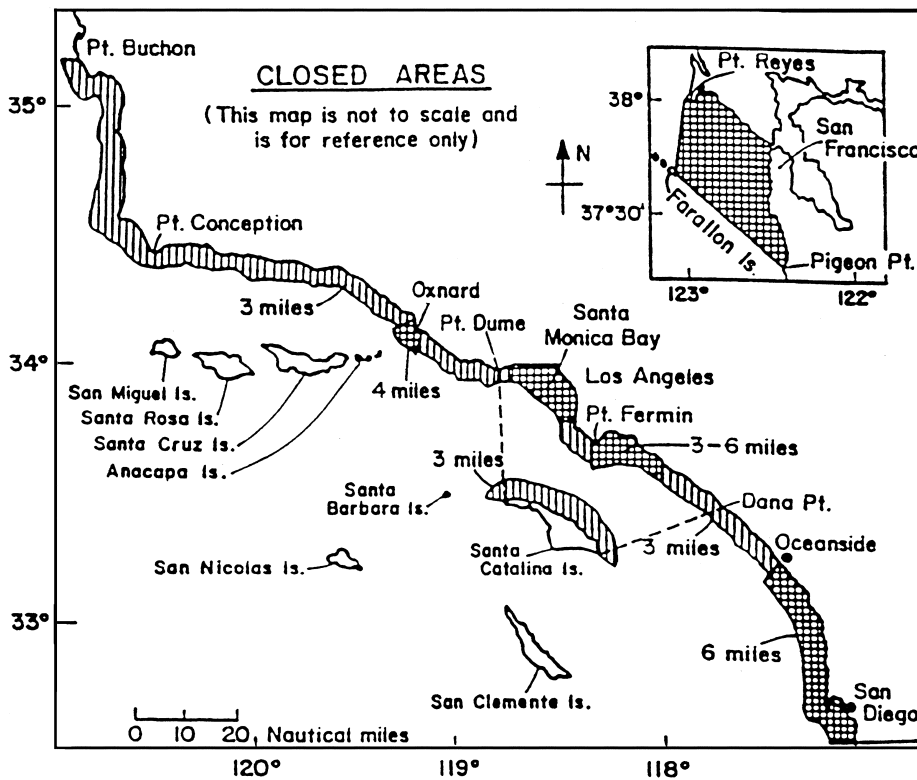 Pt. Buchon
CLOSED AREAS
(This map is not to scale and
is for reference only)
N
Pt. Reyes
38°
San
Francisco
37°30'
Farallon Is.
Pigeon Pt.
123°
122°
35°
Pt. Conception
3 miles
Oxnard
Pt. Dume
Santa
Monica Bay
34°
4 miles
Los Angeles
San Miguel Is.
Santa Rosa Is.
Santa Cruz Is.
Anacapa Is.
Pt. Fermin
3-6 miles
3 miles
Santa
Barbara Is.
Dana Pt.
Santa
Catalina Is.
3 miles
Oceanside
San Nicolas Is.
33°
6 miles
San Clemente Is.
San
Diego
0 10 20 Nautical miles
120°
119°
118°